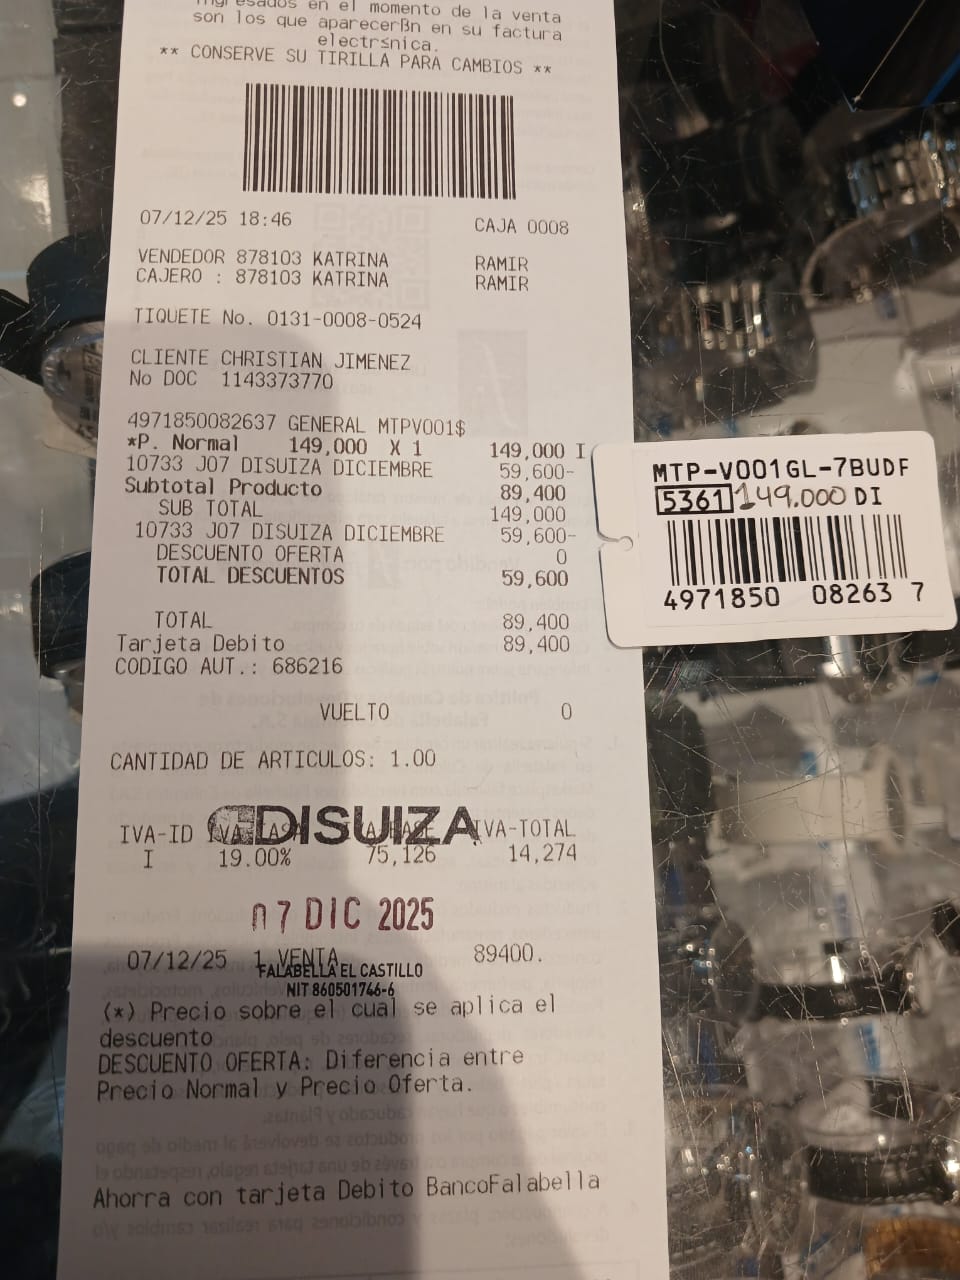 ingresados en el momento de la venta
son los que aparecerßn en su factura
electrsnica.
** CONSERVE SU TIRILLA PARA CAMBIOS **
07/12/25 18:46 CAJA 0008
VENDEDOR 878103 KATRINA RAMIR
CAJERO : 878103 KATRINA RAMIR
TIQUETE No. 0131-0008-0524
CLIENTE CHRISTIAN JIMENEZ
No DOC 1143373770
4971850082637 GENERAL MTPV001$
*P. Normal 149,000 X 1 149,000 I
10733 J07 DISUIZA DICIEMBRE 59,600-
Subtotal Producto 89,400
SUB TOTAL 149,000
10733 J07 DISUIZA DICIEMBRE 59,600-
DESCUENTO OFERTA 0
TOTAL DESCUENTOS 59,600
TOTAL 89,400
Tarjeta Debito 89,400
CODIGO AUT.: 686216
VUELTO 0
CANTIDAD DE ARTICULOS: 1.00
DISUIZA
IVA-ID IVA-TOTAL
I 19.00% 75,126 14,274
07 DIC 2025
07/12/25 1 VENTA 89400.
FALABELLA EL CASTILLO
NIT 860501746-6
(*) Precio sobre el cual se aplica el
descuento
DESCUENTO OFERTA: Diferencia entre
Precio Normal y Precio Oferta.
Ahorra con tarjeta Debito BancoFalabella
MTP-V001GL-7BUDF
5361 149.000 DI
4971850 08263 7